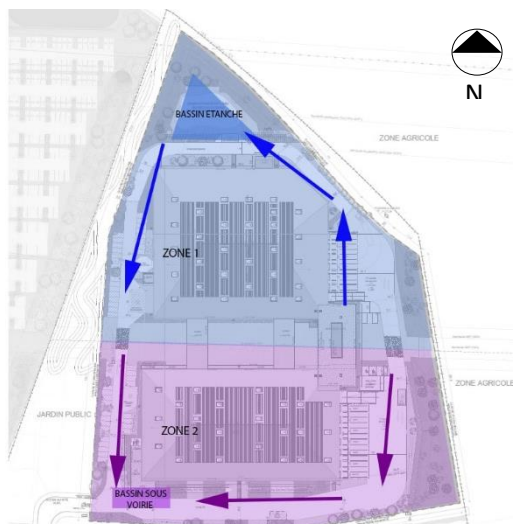 N
BASSIN ETANCHE
ZONE AGRICOLE
ZONE 1
ZONE AGRICOLE
JARDIN PUBLIC
ZONE 2
BASSIN SOUS
VOIRIE